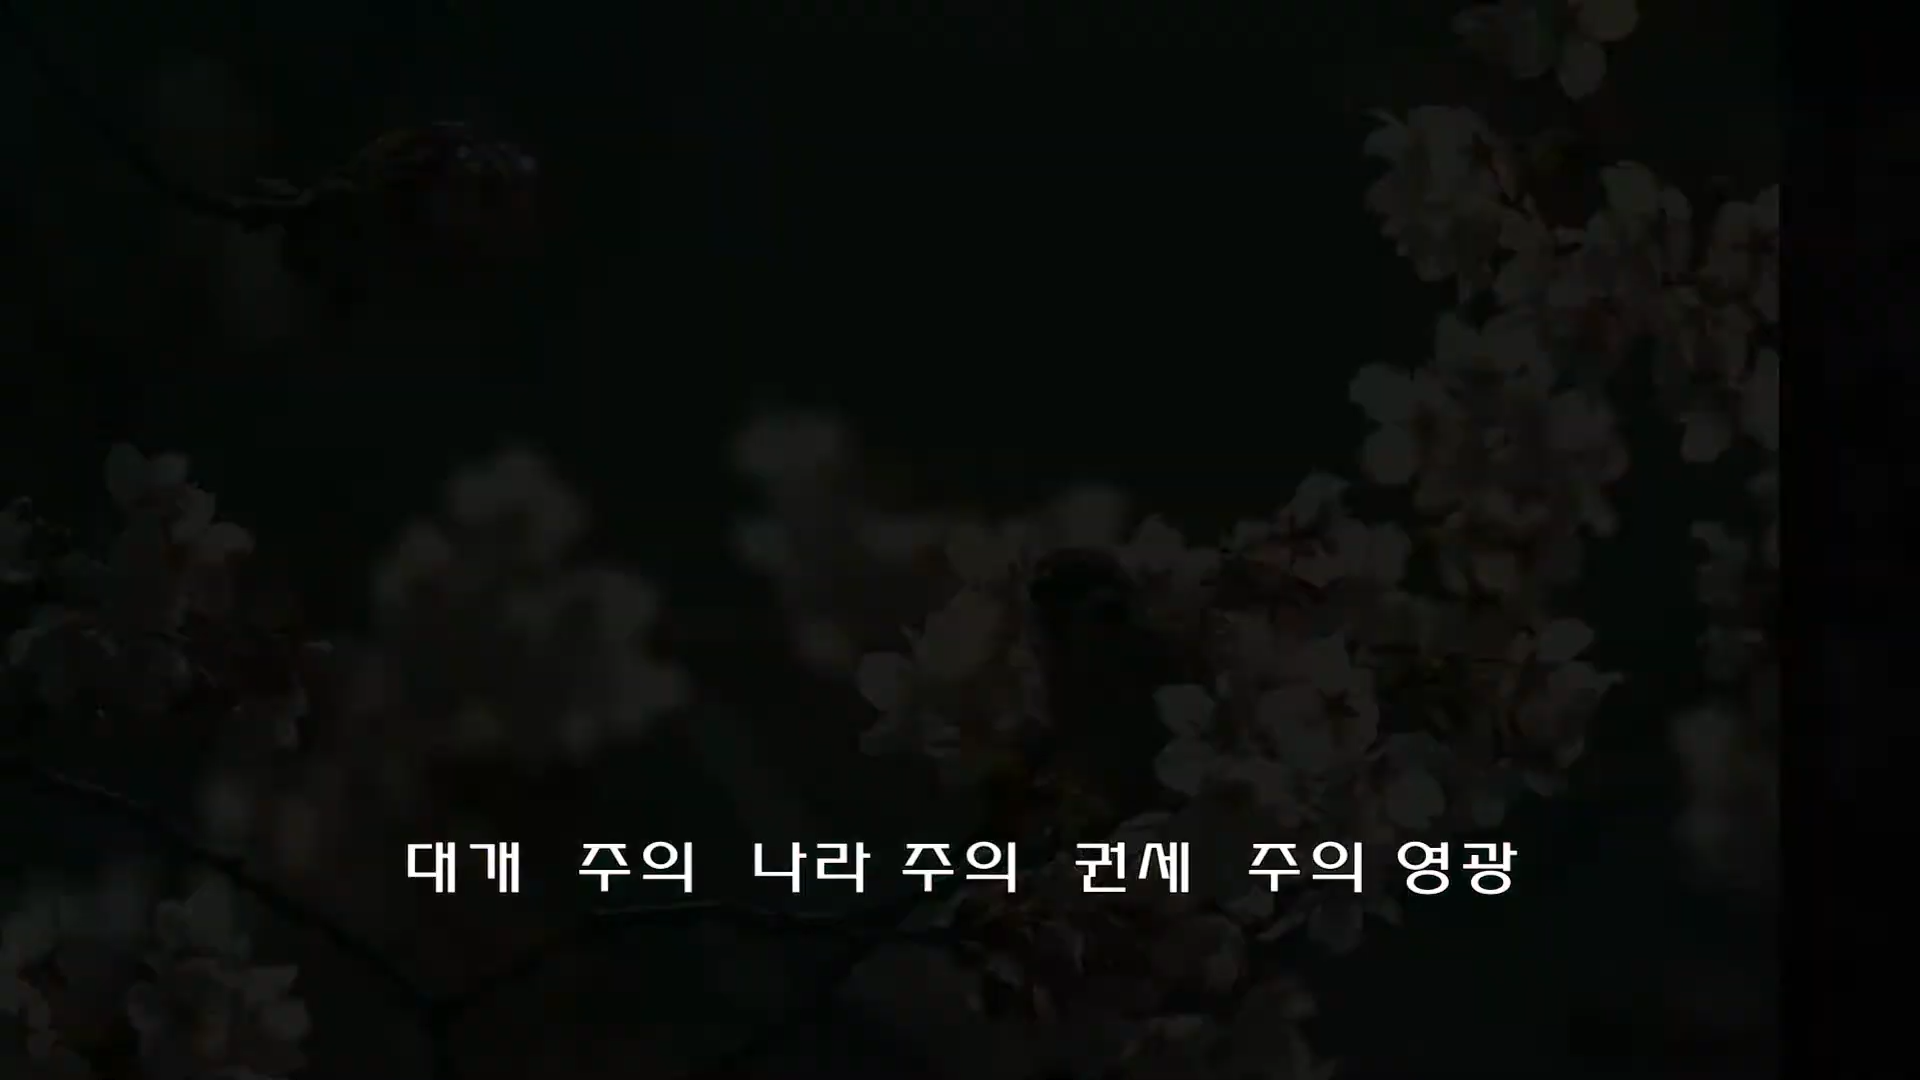 대개 주의 나라 주의 권세 주의 영광